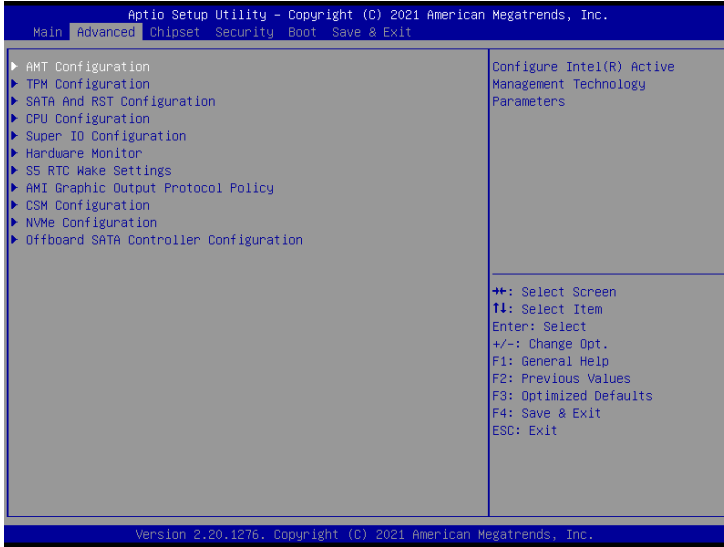 Aptio Setup Utility – Copyright (C) 2021 American Megatrends, Inc.
Main Advanced Chipset Security Boot Save & Exit
AMT Configuration
TPM Configuration
SATA And RST Configuration
CPU Configuration
Super IO Configuration
Hardware Monitor
S5 RTC Wake Settings
AMI Graphic Output Protocol Policy
CSM Configuration
NVMe Configuration
Offboard SATA Controller Configuration
Configure Intel(R) Active
Management Technology
Parameters
→←: Select Screen
↑↓: Select Item
Enter: Select
+/-: Change Opt.
F1: General Help
F2: Previous Values
F3: Optimized Defaults
F4: Save & Exit
ESC: Exit
Version 2.20.1276. Copyright (C) 2021 American Megatrends, Inc.